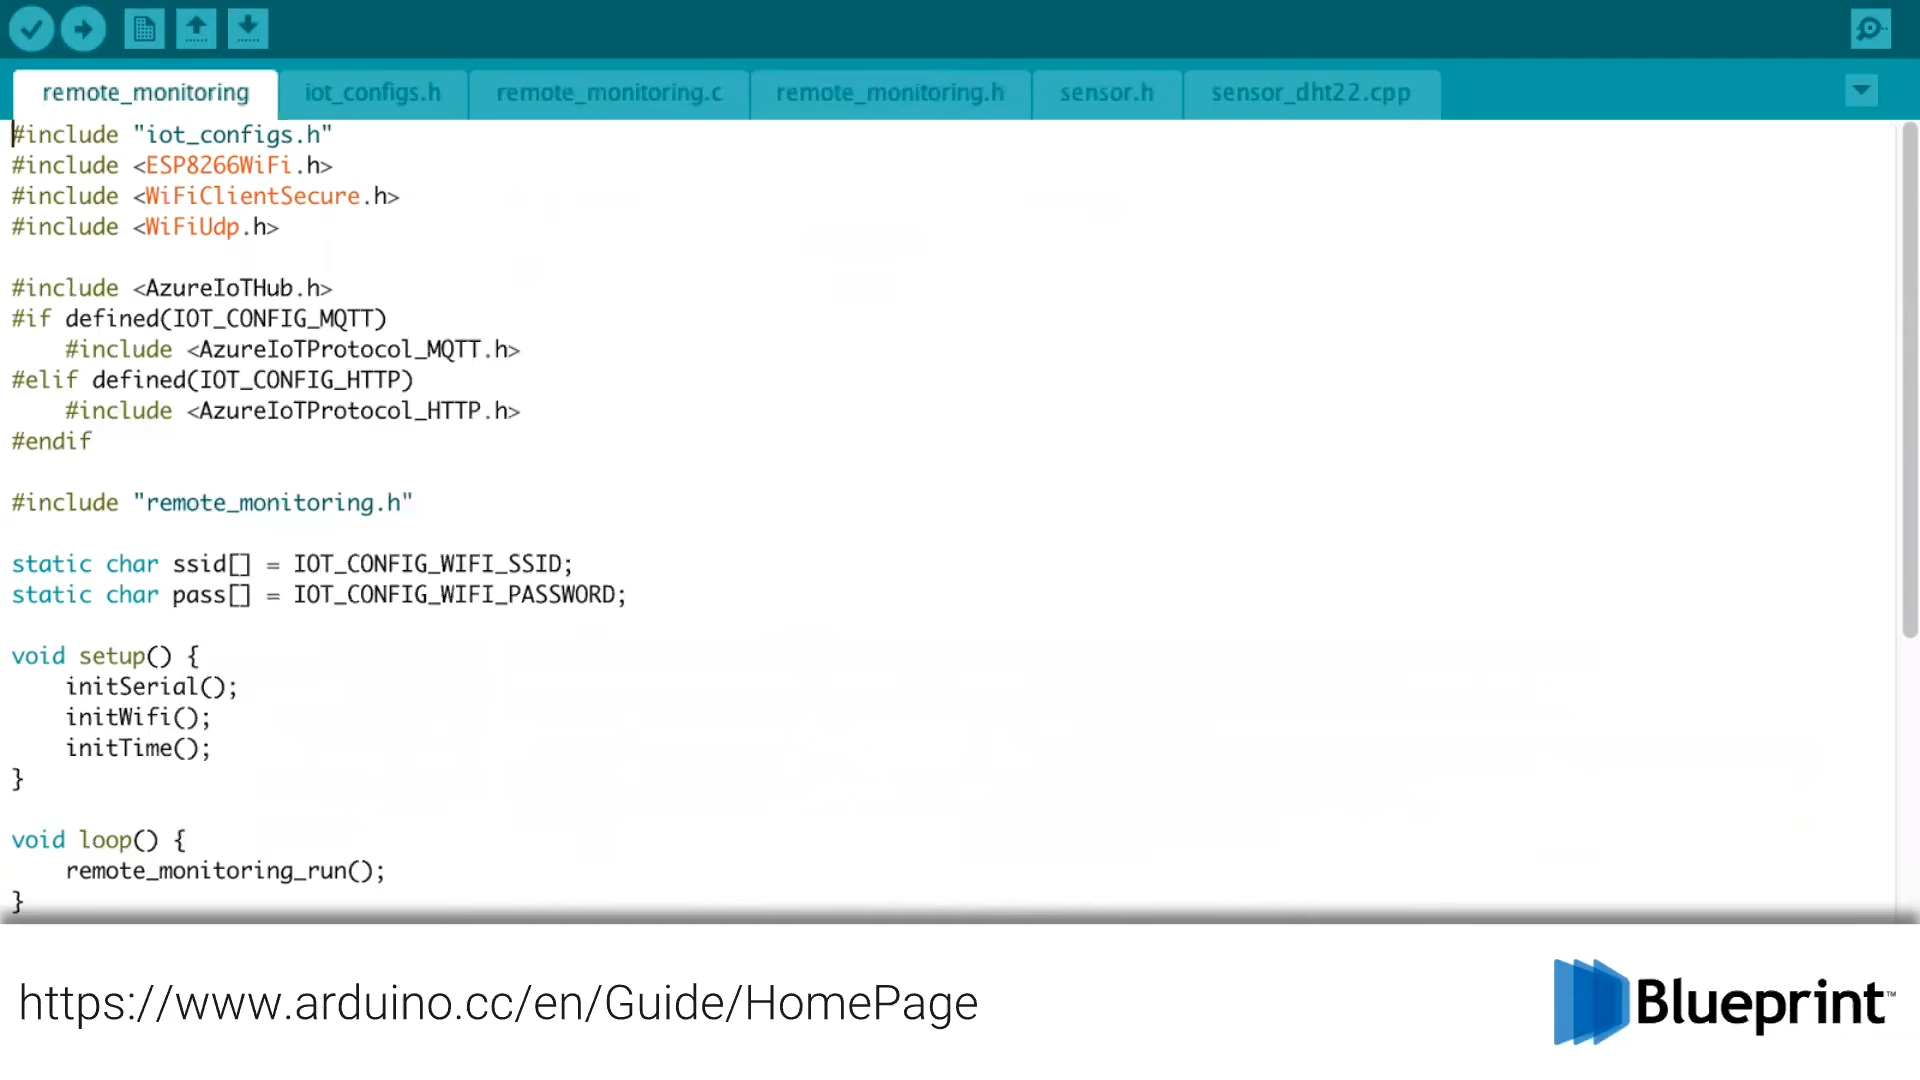 remote_monitoring iot_configs.h remote_monitoring.c remote_monitoring.h sensor.h sensor_dht22.cpp
#include "iot_configs.h"
#include <ESP8266WiFi.h>
#include <WiFiClientSecure.h>
#include <WiFiUdp.h>
#include <AzureIoTHub.h>
#if defined(IOT_CONFIG_MQTT)
    #include <AzureIoTProtocol_MQTT.h>
#elif defined(IOT_CONFIG_HTTP)
    #include <AzureIoTProtocol_HTTP.h>
#endif
#include "remote_monitoring.h"
static char ssid[] = IOT_CONFIG_WIFI_SSID;
static char pass[] = IOT_CONFIG_WIFI_PASSWORD;
void setup() {
    initSerial();
    initWifi();
    initTime();
}
void loop() {
    remote_monitoring_run();
}
https://www.arduino.cc/en/Guide/HomePage
Blueprint™